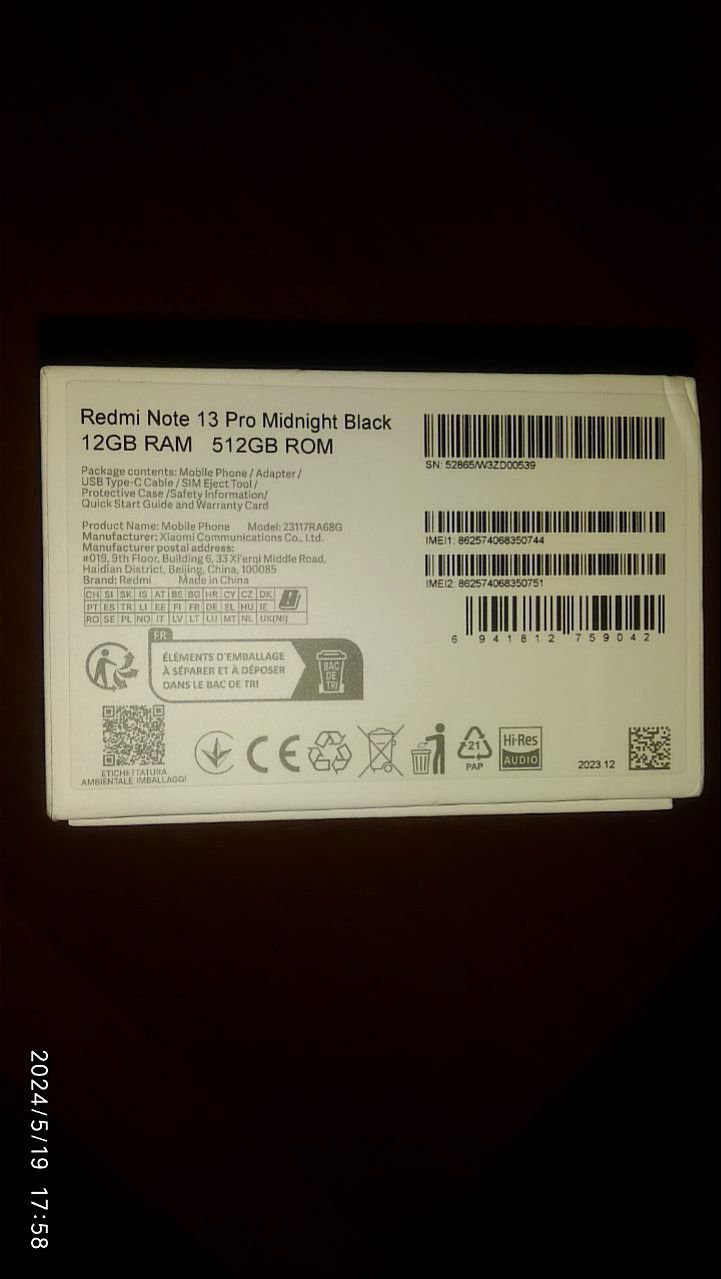 Redmi Note 13 Pro Midnight Black
12GB RAM 512GB ROM
Package contents: Mobile Phone / Adapter /
USB Type-C Cable / SIM Eject Tool /
Protective Case /Safety Information/
Quick Start Guide and Warranty Card
Product Name: Mobile Phone Model: 23117RA68G
Manufacturer: Xiaomi Communications Co., Ltd.
Manufacturer postal address:
#019, 9th Floor, Building 6, 33 Xi'erqi Middle Road,
Haidian District, Beijing, China, 100085
Brand: Redmi Made in China
CH SI SK IS AT BE BG HR CY CZ DK
PT ES TR LI EE FI FR DE EL HU IE
RO SE PL NO IT LV LT LU MT NL UK(NI)
FR
ÉLÉMENTS D'EMBALLAGE
À SÉPARER ET À DÉPOSER
DANS LE BAC DE TRI
BAC
DE
TRI
ETICHETTATURA
AMBIENTALE IMBALLAGGI
SN: 52865/W3ZD00539
IMEI1: 862574068350744
IMEI2: 862574068350751
6 941812 759042
CE
21
PAP
Hi-Res
AUDIO
2023.12
2024/5/19 17:58